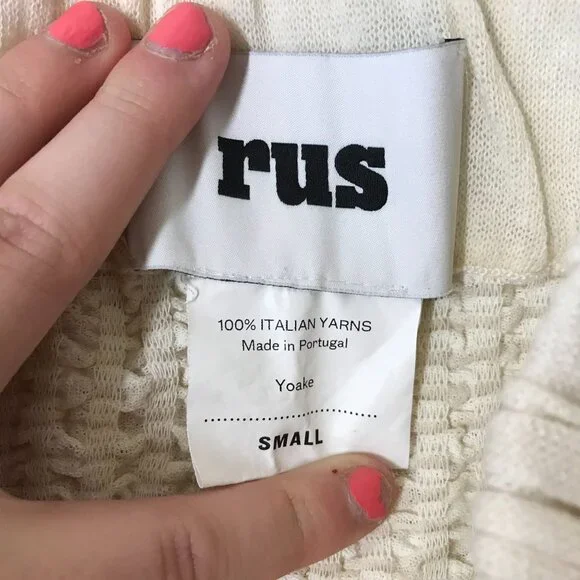 rus
100% ITALIAN YARNS
Made in Portugal
Yoake
SMALL